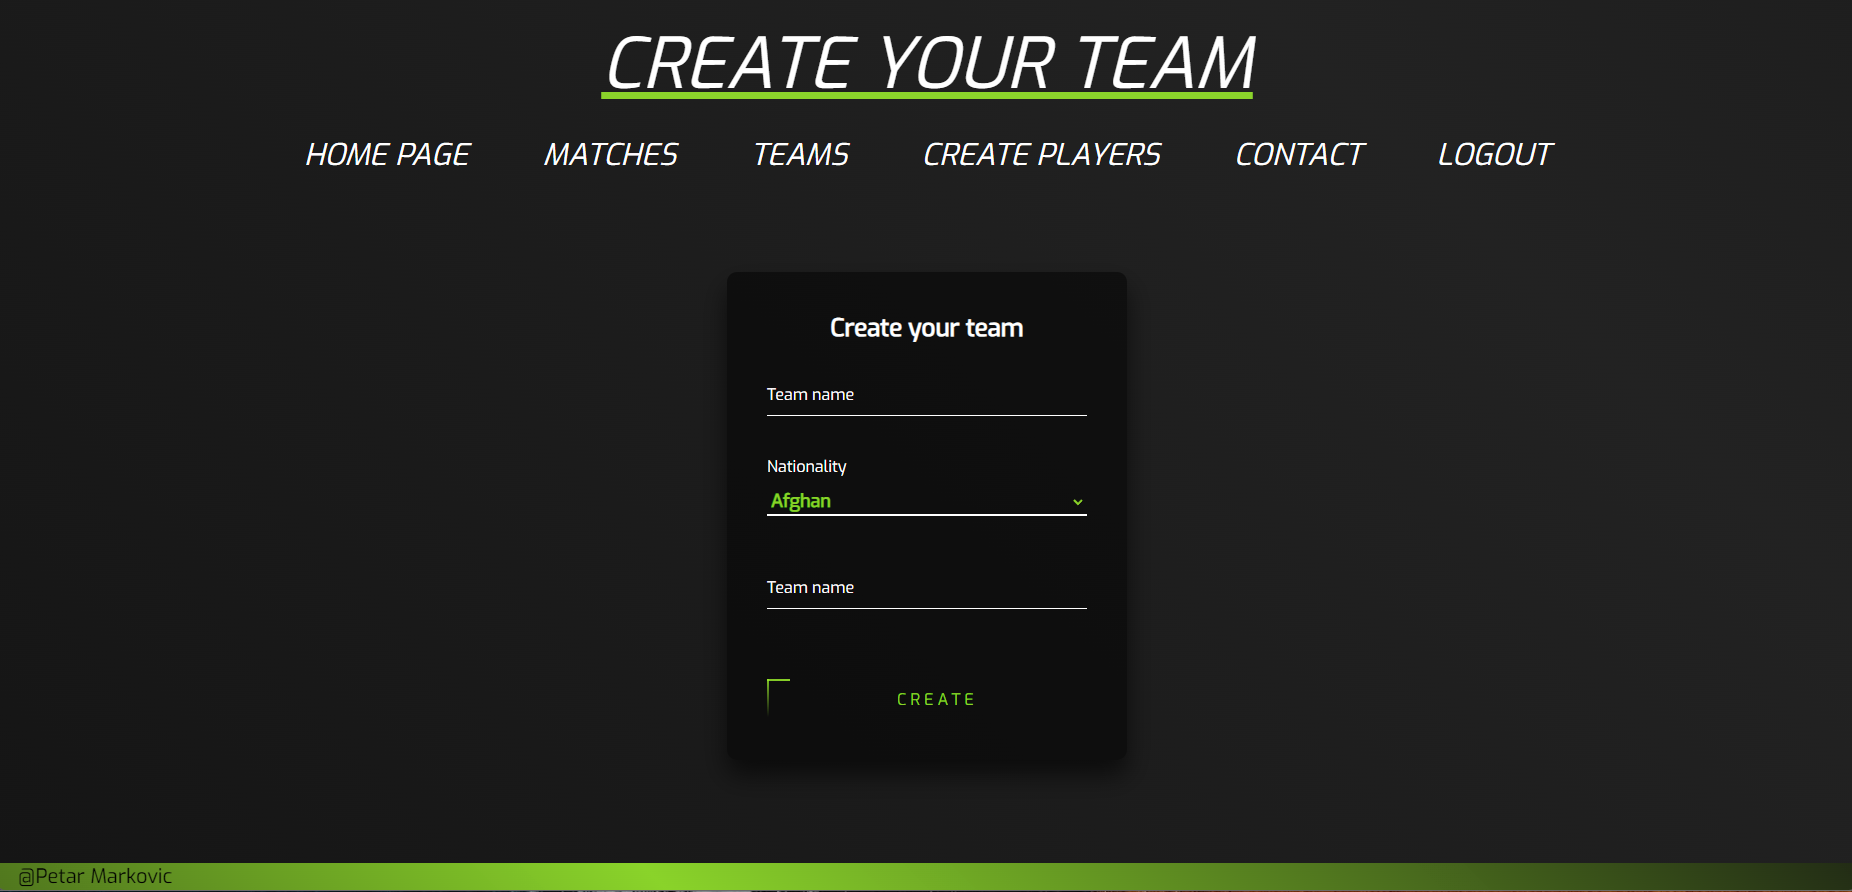 CREATE YOUR TEAM
HOME PAGE MATCHES TEAMS CREATE PLAYERS CONTACT LOGOUT
Create your team
Team name
Nationality
Afghan
Team name
CREATE
@Petar Markovic